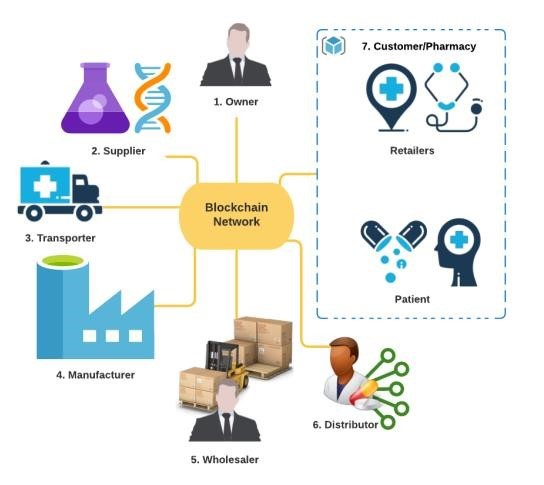 7. Customer/Pharmacy
1. Owner
2. Supplier
Retailers
Blockchain
Network
3. Transporter
Patient
4. Manufacturer
6. Distributor
5. Wholesaler